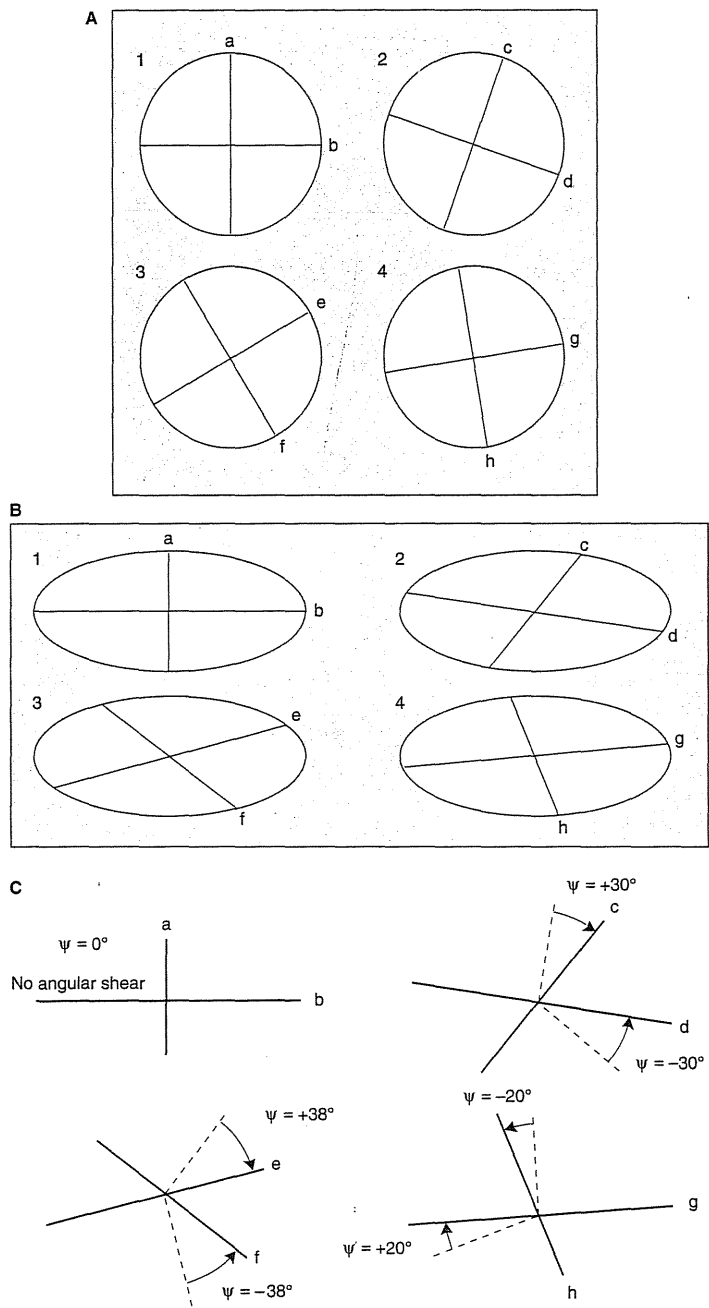 A
1
a
b
2
c
d
3
e
f
4
g
h
B
1
a
b
2
c
d
3
e
f
4
g
h
C
a
ψ = 0°
No angular shear
b
ψ = +30°
c
d
ψ = −30°
ψ = +38°
e
f
ψ = −38°
ψ = −20°
g
ψ = +20°
h